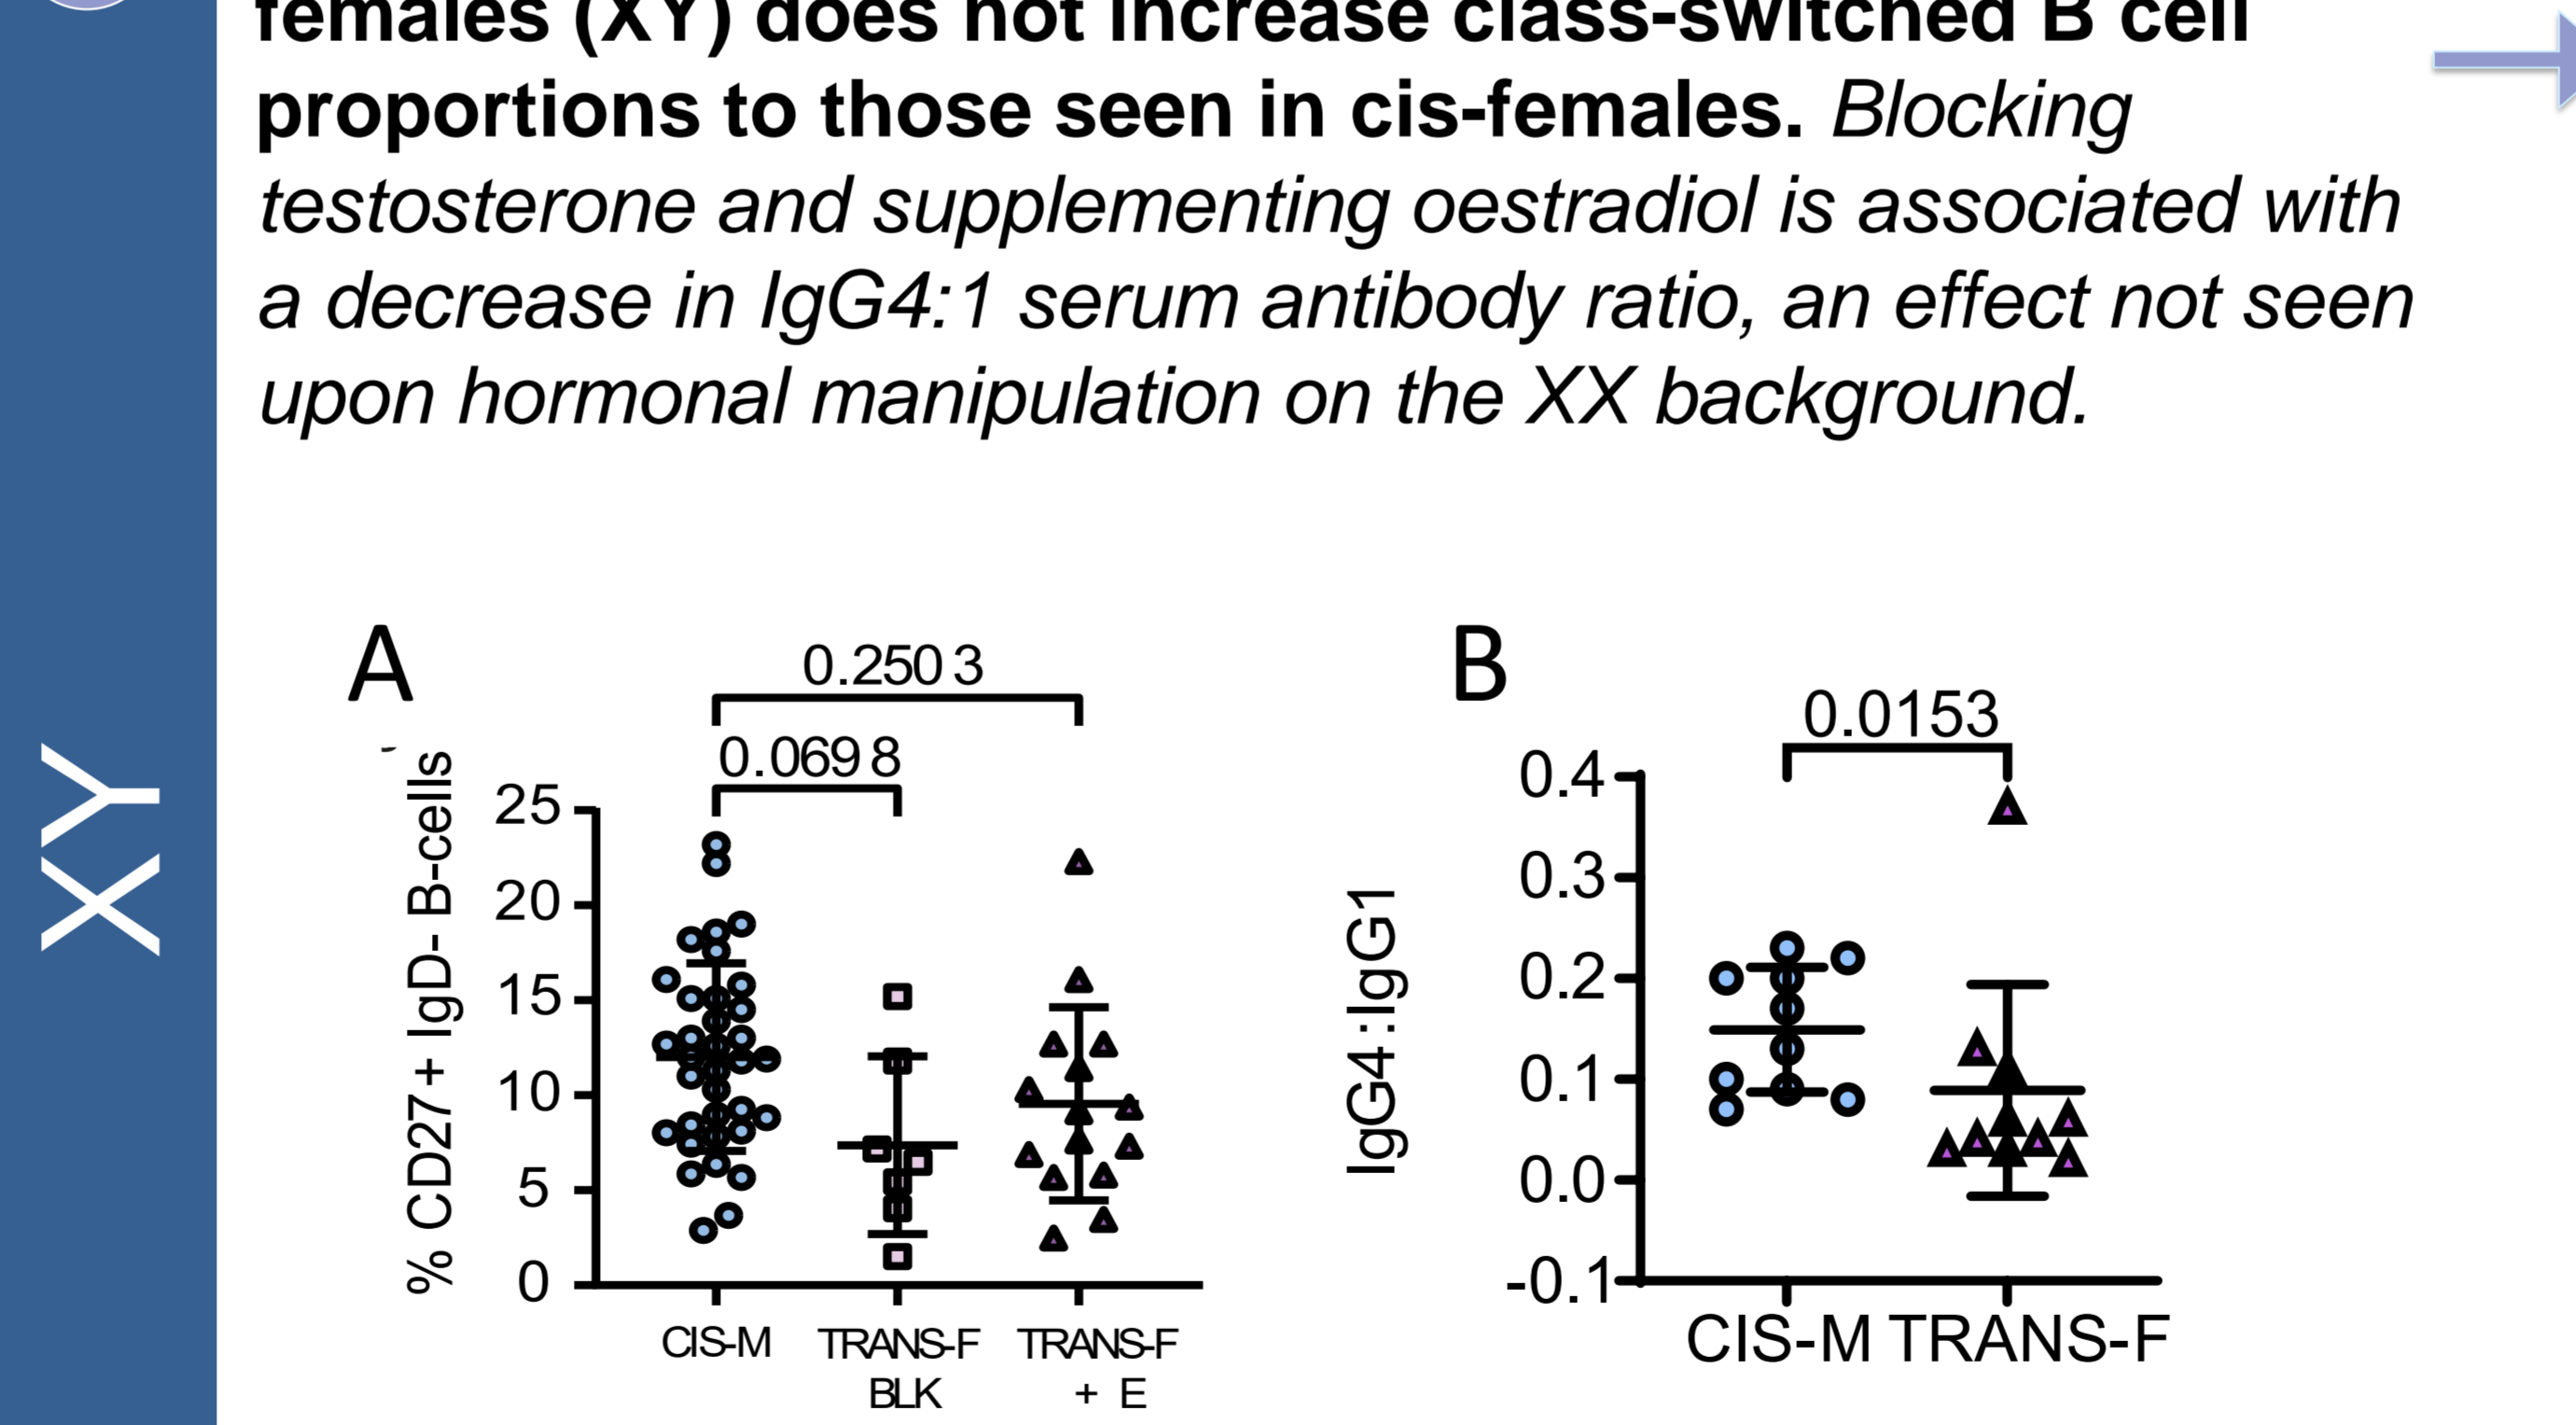 females (XY) does not increase class-switched B cell
proportions to those seen in cis-females. Blocking
testosterone and supplementing oestradiol is associated with
a decrease in IgG4:1 serum antibody ratio, an effect not seen
upon hormonal manipulation on the XX background.
XY
A
0.2503
0.0698
% CD27+ IgD- B-cells
25
20
15
10
5
0
CIS-M
TRANS-F
BLK
TRANS-F
+ E
B
0.0153
IgG4:IgG1
0.4
0.3
0.2
0.1
0.0
-0.1
CIS-M
TRANS-F